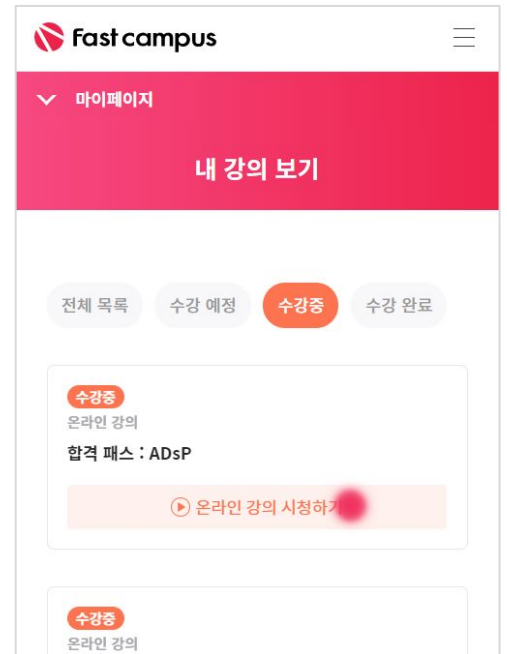 Fast campus
마이페이지
내 강의 보기
전체 목록 수강 예정 수강중 수강 완료
수강중
온라인 강의
합격 패스 : ADsP
온라인 강의 시청하기
수강중
온라인 강의